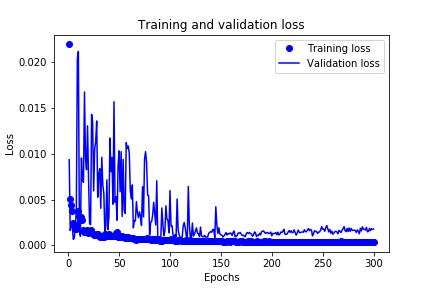 Training and validation loss
Training loss
Validation loss
0.020
0.015
0.010
0.005
0.000
Loss
0
50
100
150
200
250
300
Epochs